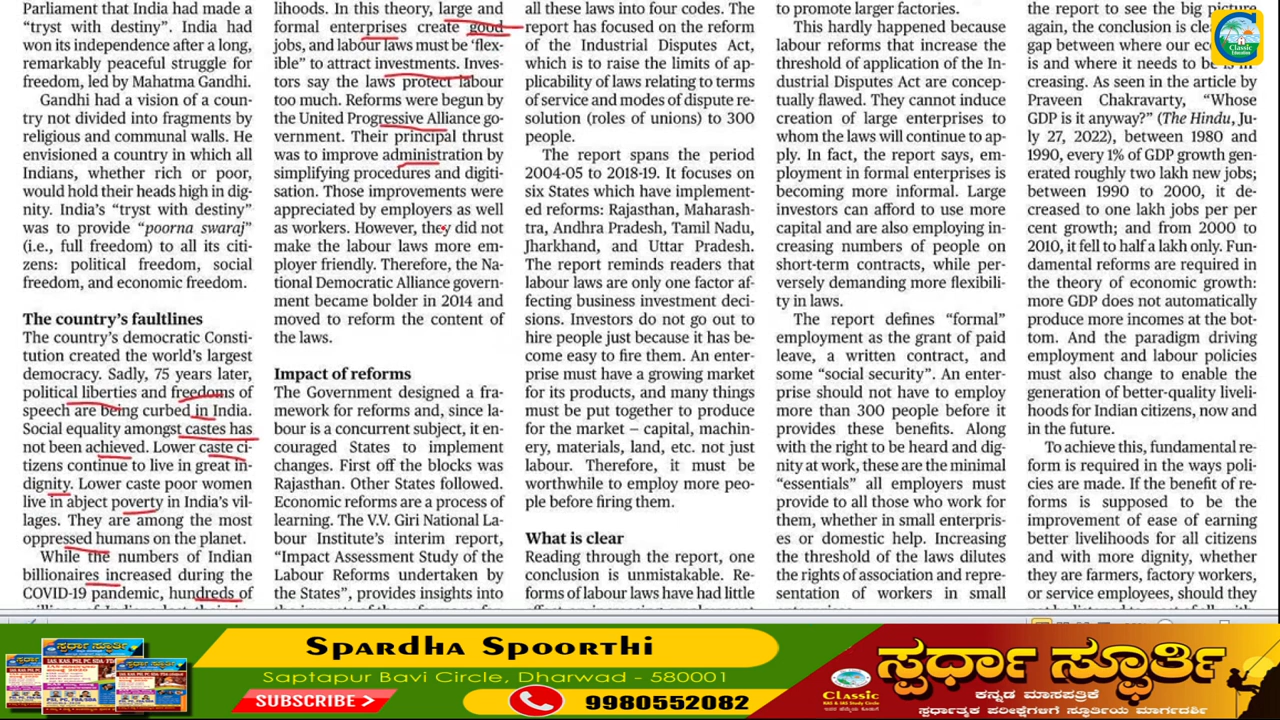 Parliament that India had made a
“tryst with destiny”. India had
won its independence after a long,
remarkably peaceful struggle for
freedom, led by Mahatma Gandhi.
Gandhi had a vision of a coun-
try not divided into fragments by
religious and communal walls. He
envisioned a country in which all
Indians, whether rich or poor,
would hold their heads high in dig-
nity. India’s “tryst with destiny”
was to provide “poorna swaraj”
(i.e., full freedom) to all its citi-
zens: political freedom, social
freedom, and economic freedom.
The country’s faultlines
The country’s democratic Consti-
tution created the world’s largest
democracy. Sadly, 75 years later,
political liberties and freedoms of
speech are being curbed in India.
Social equality amongst castes has
not been achieved. Lower caste ci-
tizens continue to live in great in-
dignity. Lower caste poor women
live in abject poverty in India’s vil-
lages. They are among the most
oppressed humans on the planet.
While the numbers of Indian
billionaires increased during the
COVID-19 pandemic, hundreds of
lihoods. In this theory, large and
formal enterprises create good
jobs, and labour laws must be ‘flex-
ible” to attract investments. Inves-
tors say the laws protect labour
too much. Reforms were begun by
the United Progressive Alliance go-
vernment. Their principal thrust
was to improve administration by
simplifying procedures and digiti-
sation. Those improvements were
appreciated by employers as well
as workers. However, they did not
make the labour laws more em-
ployer friendly. Therefore, the Na-
tional Democratic Alliance govern-
ment became bolder in 2014 and
moved to reform the content of
the laws.
Impact of reforms
The Government designed a fra-
mework for reforms and, since la-
bour is a concurrent subject, it en-
couraged States to implement
changes. First off the blocks was
Rajasthan. Other States followed.
Economic reforms are a process of
learning. The V.V. Giri National La-
bour Institute’s interim report,
“Impact Assessment Study of the
Labour Reforms undertaken by
the States”, provides insights into
all these laws into four codes. The
report has focused on the reform
of the Industrial Disputes Act,
which is to raise the limits of ap-
plicability of laws relating to terms
of service and modes of dispute re-
solution (roles of unions) to 300
people.
The report spans the period
2004-05 to 2018-19. It focuses on
six States which have implement-
ed reforms: Rajasthan, Maharash-
tra, Andhra Pradesh, Tamil Nadu,
Jharkhand, and Uttar Pradesh.
The report reminds readers that
labour laws are only one factor af-
fecting business investment deci-
sions. Investors do not go out to
hire people just because it has be-
come easy to fire them. An enter-
prise must have a growing market
for its products, and many things
must be put together to produce
for the market – capital, machin-
ery, materials, land, etc. not just
labour. Therefore, it must be
worthwhile to employ more peo-
ple before firing them.
What is clear
Reading through the report, one
conclusion is unmistakable. Re-
forms of labour laws have had little
to promote larger factories.
This hardly happened because
labour reforms that increase the
threshold of application of the In-
dustrial Disputes Act are concep-
tually flawed. They cannot induce
creation of large enterprises to
whom the laws will continue to ap-
ply. In fact, the report says, em-
ployment in formal enterprises is
becoming more informal. Large
investors can afford to use more
capital and are also employing in-
creasing numbers of people on
short-term contracts, while per-
versely demanding more flexibili-
ty in laws.
The report defines “formal”
employment as the grant of paid
leave, a written contract, and
some “social security”. An enter-
prise should not have to employ
more than 300 people before it
provides these benefits. Along
with the right to be heard and dig-
nity at work, these are the minimal
“essentials” all employers must
provide to all those who work for
them, whether in small enterpris-
es or domestic help. Increasing
the threshold of the laws dilutes
the rights of association and repre-
sentation of workers in small
the report to see the big picture
again, the conclusion is
gap between where our
is and where it needs to be is in-
creasing. As seen in the article by
Praveen Chakravarty, “Whose
GDP is it anyway?” (The Hindu, Ju-
ly 27, 2022), between 1980 and
1990, every 1% of GDP growth gen-
erated roughly two lakh new jobs;
between 1990 to 2000, it de-
creased to one lakh jobs per per
cent growth; and from 2000 to
2010, it fell to half a lakh only. Fun-
damental reforms are required in
the theory of economic growth:
more GDP does not automatically
produce more incomes at the bot-
tom. And the paradigm driving
employment and labour policies
must also change to enable the
generation of better-quality liveli-
hoods for Indian citizens, now and
in the future.
To achieve this, fundamental re-
form is required in the ways poli-
cies are made. If the benefit of re-
forms is supposed to be the
improvement of ease of earning
better livelihoods for all citizens
and with more dignity, whether
they are farmers, factory workers,
or service employees, should they
Classic
Education
Spardha Spoorthi
Saptapur Bavi Circle, Dharwad - 580001
SUBSCRIBE
9980552082
Classic
KAS & IAS Study Circle
ಸ್ಪರ್ಧಾ ಸ್ಫೂರ್ತಿ
ಕನ್ನಡ ಮಾಸಪತ್ರಿಕೆ
ಸ್ಪರ್ಧಾತ್ಮಕ ಪರೀಕ್ಷೆಗಳಿಗೆ ಸ್ಫೂರ್ತಿಯ ಮಾರ್ಗದರ್ಶಿ